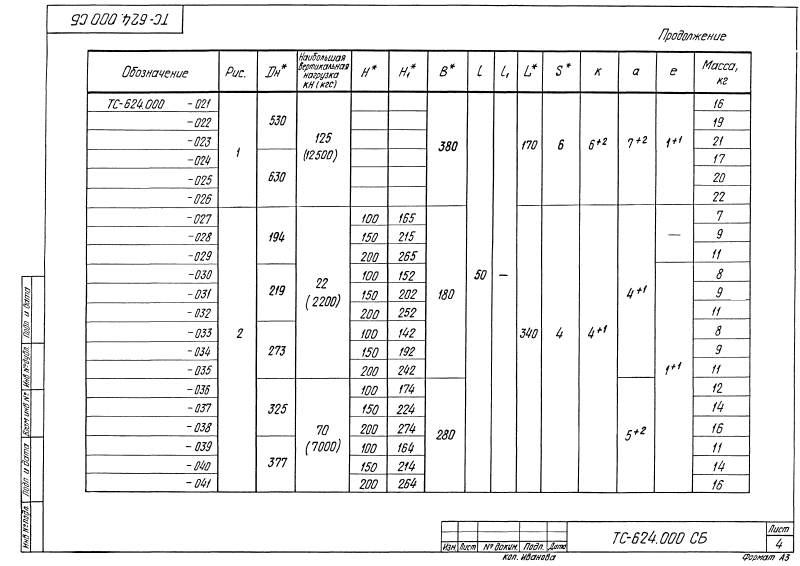 ТС-624.000 СБ
Продолжение
Обозначение Рис. Dн* Наибольшая вертикальная нагрузка кН (кгс) H* H₁* B* L L₁ L* S* к а е Масса, кг
ТС-624.000 -021 1 530 125 (12500) 380 50 — 170 6 6⁺² 7⁺² 1⁺¹ 16
-022 19
-023 21
-024 630 17
-025 20
-026 22
-027 2 194 22 (2200) 100 165 180 340 4 4⁺¹ 4⁺¹ — 7
-028 150 215 9
-029 200 265 11
-030 219 100 152 1⁺¹ 8
-031 150 202 9
-032 200 252 11
-033 273 100 142 8
-034 150 192 9
-035 200 242 11
-036 325 70 (7000) 100 174 280 5⁺² 12
-037 150 224 14
-038 200 274 16
-039 377 100 164 11
-040 150 214 14
-041 200 264 16
Инв.№подл. Подп. и дата Взам.инв.№ Инв.№дубл. Подп. и дата
Изм. Лист № докум. Подп. Дата
ТС-624.000 СБ
Лист
4
Коп. Иванова
Формат А3